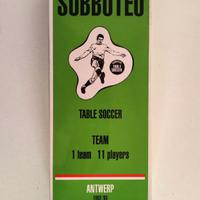 SUBBUTEO
TABLE SOCCER
TEAM
1 team 11 players
ANTWERP